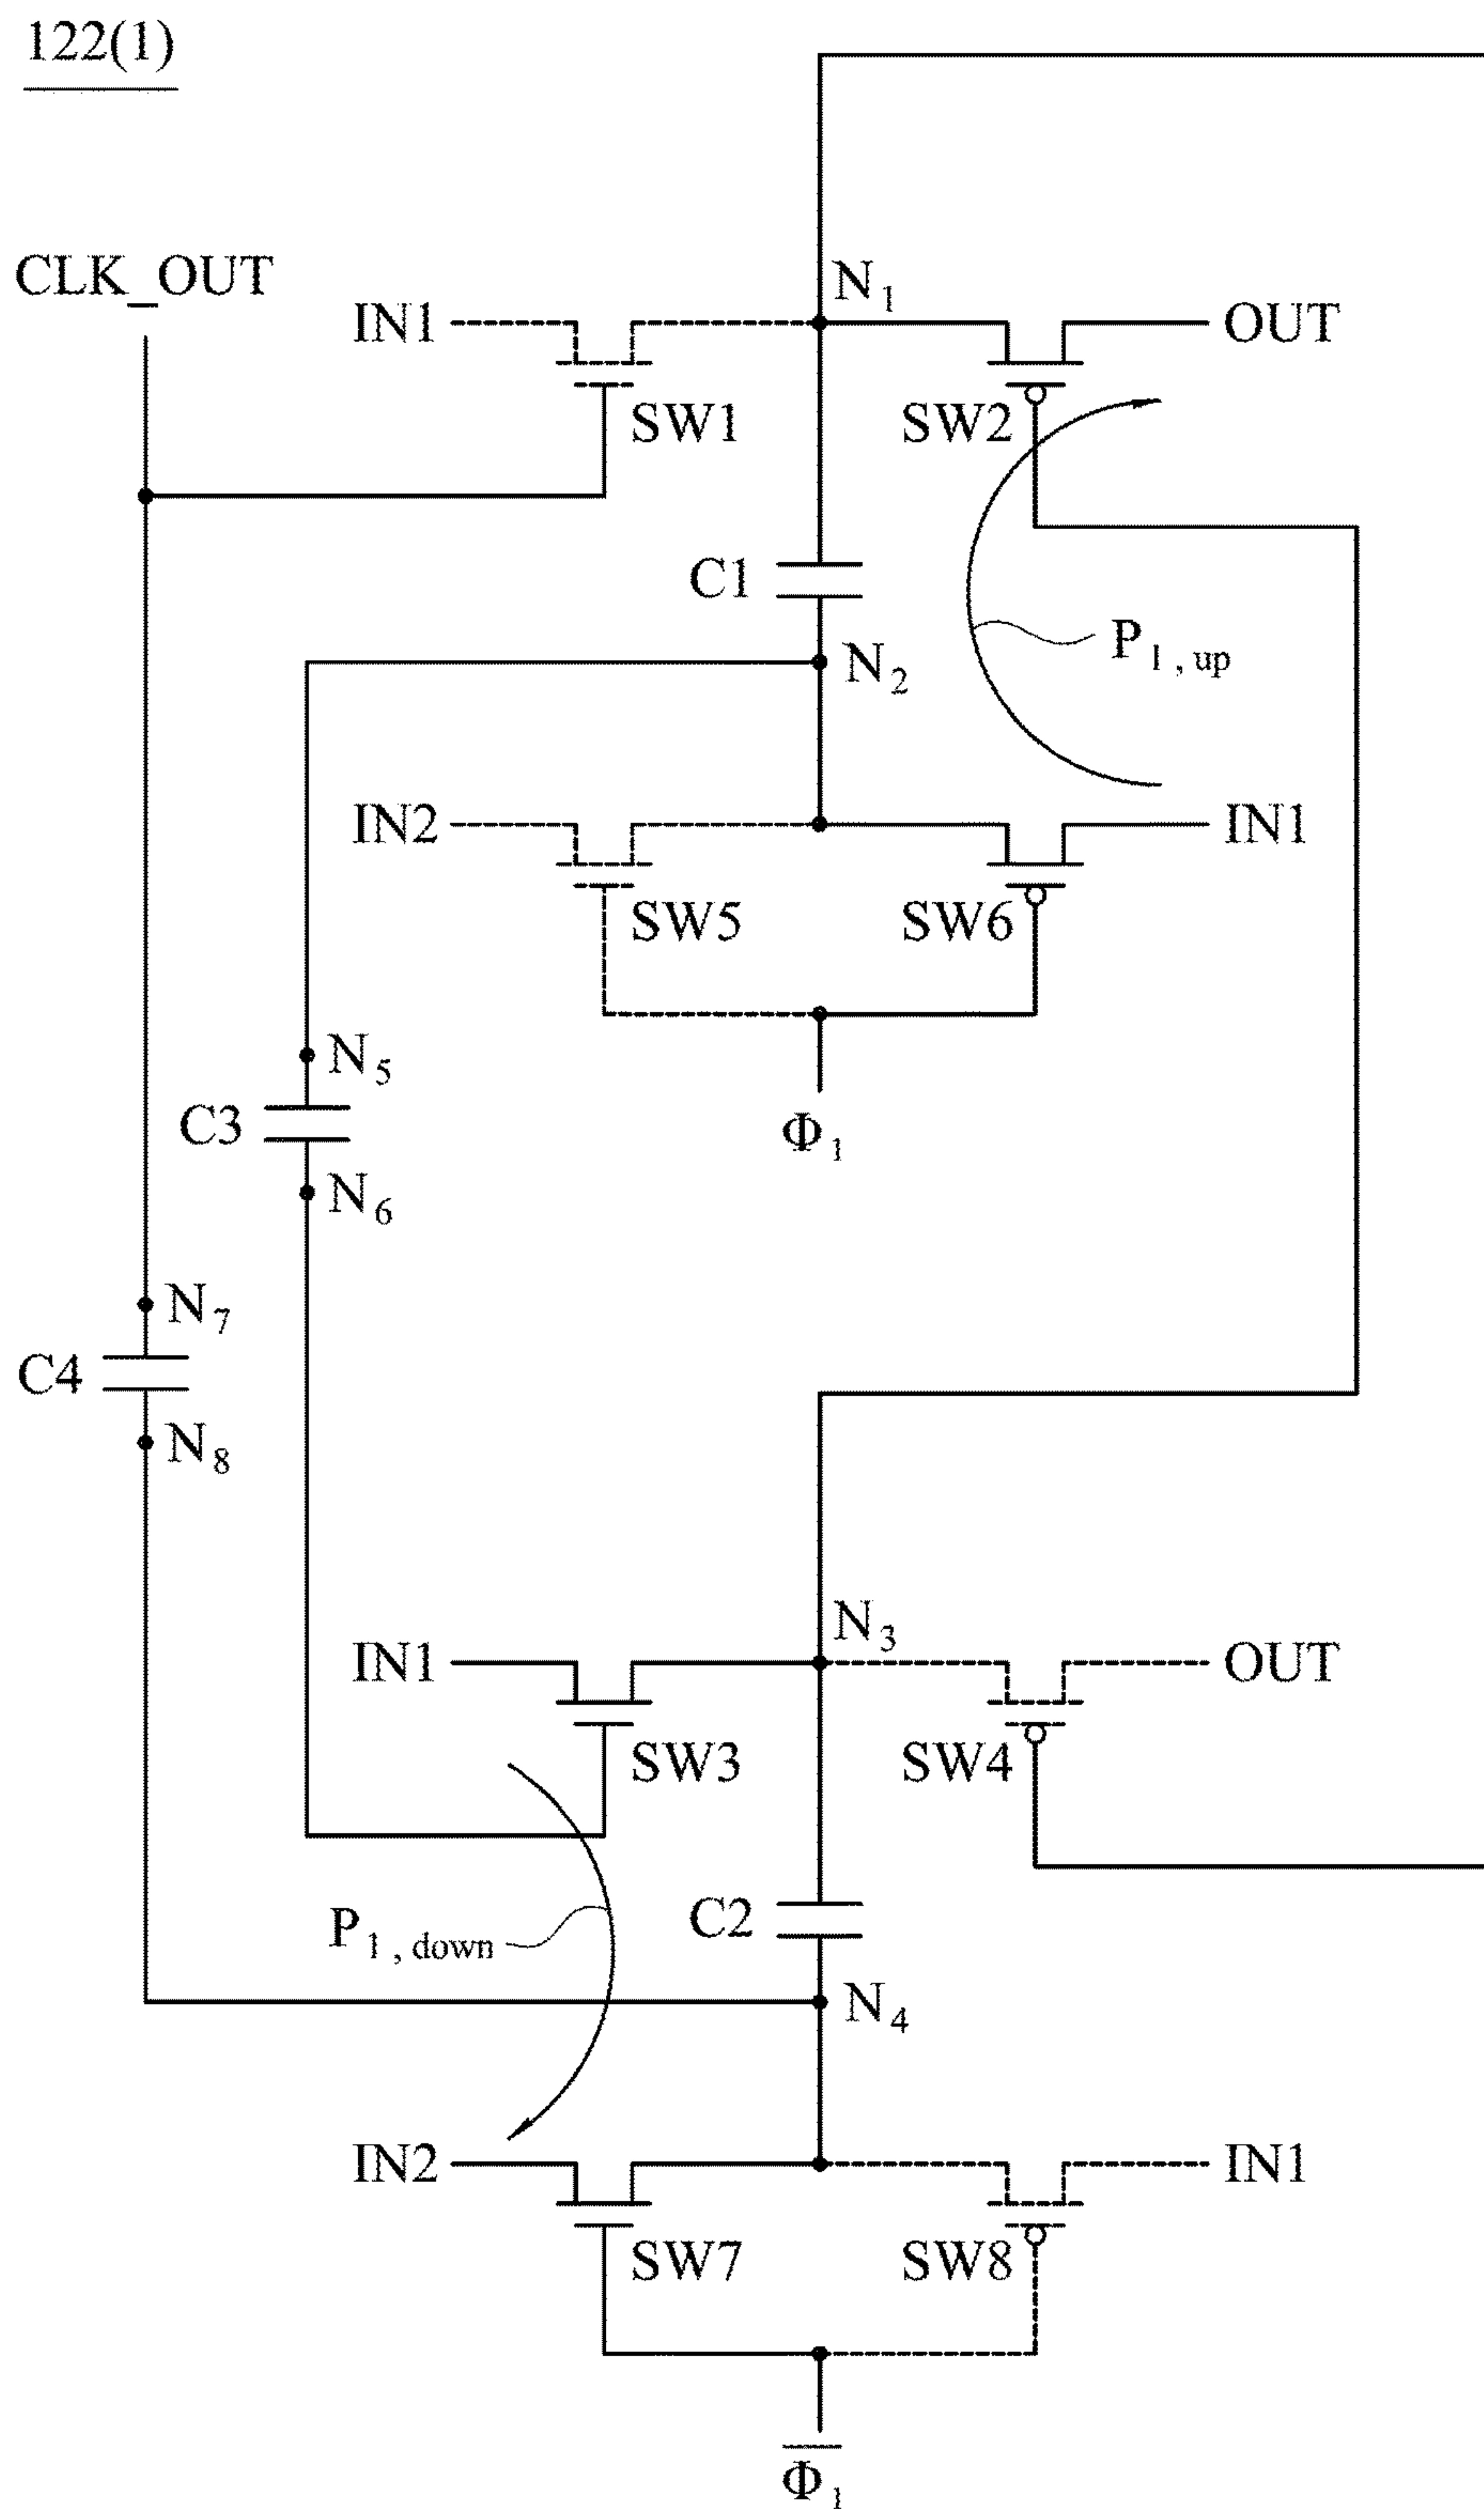 122(1)
CLK_OUT
N1
IN1
OUT
SW1
SW2
C1
P1, up
N2
IN2
IN1
SW5
SW6
N5
C3
Φ1
N6
N7
C4
N8
N3
IN1
OUT
SW3
SW4
C2
P1, down
N4
IN2
IN1
SW7
SW8
Φ̅1